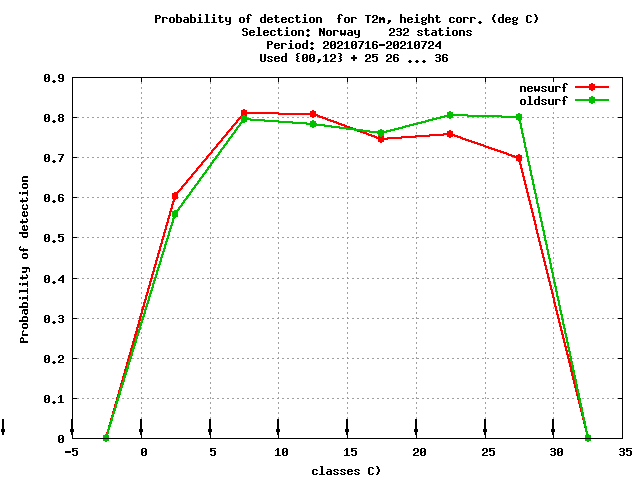 Probability of detection for T2m, height corr. (deg C)
Selection: Norway 232 stations
Period: 20210716-20210724
Used {00,12} + 25 26 ... 36
newsurf
oldsurf
Probability of detection
0.9
0.8
0.7
0.6
0.5
0.4
0.3
0.2
0.1
0
-5 0 5 10 15 20 25 30 35
classes C)